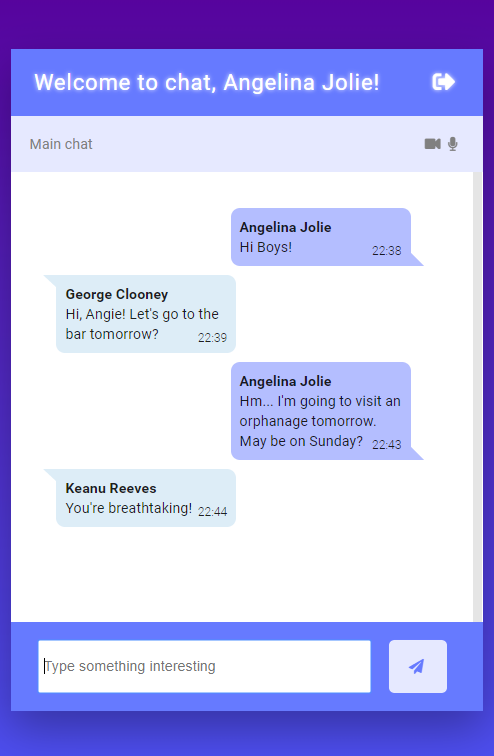 Welcome to chat, Angelina Jolie!
Main chat
Angelina Jolie
Hi Boys!
22:38
George Clooney
Hi, Angie! Let's go to the
bar tomorrow?
22:39
Angelina Jolie
Hm... I'm going to visit an
orphanage tomorrow.
May be on Sunday?
22:43
Keanu Reeves
You're breathtaking!
22:44
Type something interesting